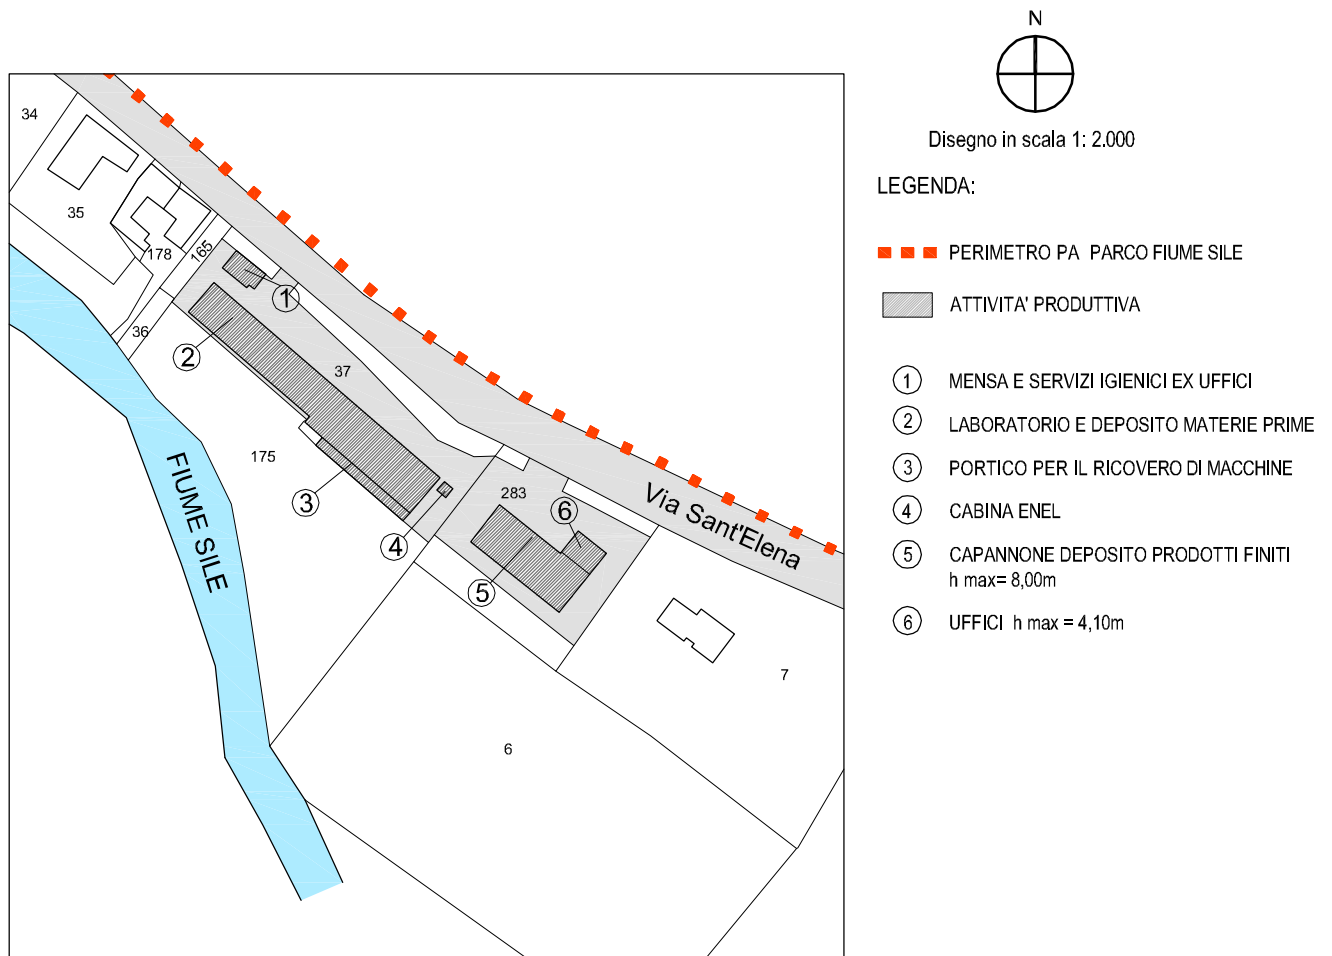 N
Disegno in scala 1: 2.000
LEGENDA:
PERIMETRO PA PARCO FIUME SILE
ATTIVITA' PRODUTTIVA
1 MENSA E SERVIZI IGIENICI EX UFFICI
2 LABORATORIO E DEPOSITO MATERIE PRIME
3 PORTICO PER IL RICOVERO DI MACCHINE
4 CABINA ENEL
5 CAPANNONE DEPOSITO PRODOTTI FINITI
h max= 8,00m
6 UFFICI h max = 4,10m
34
35
178
165
36
1
2
37
175
3
4
283
6
5
Via Sant'Elena
FIUME SILE
7
6